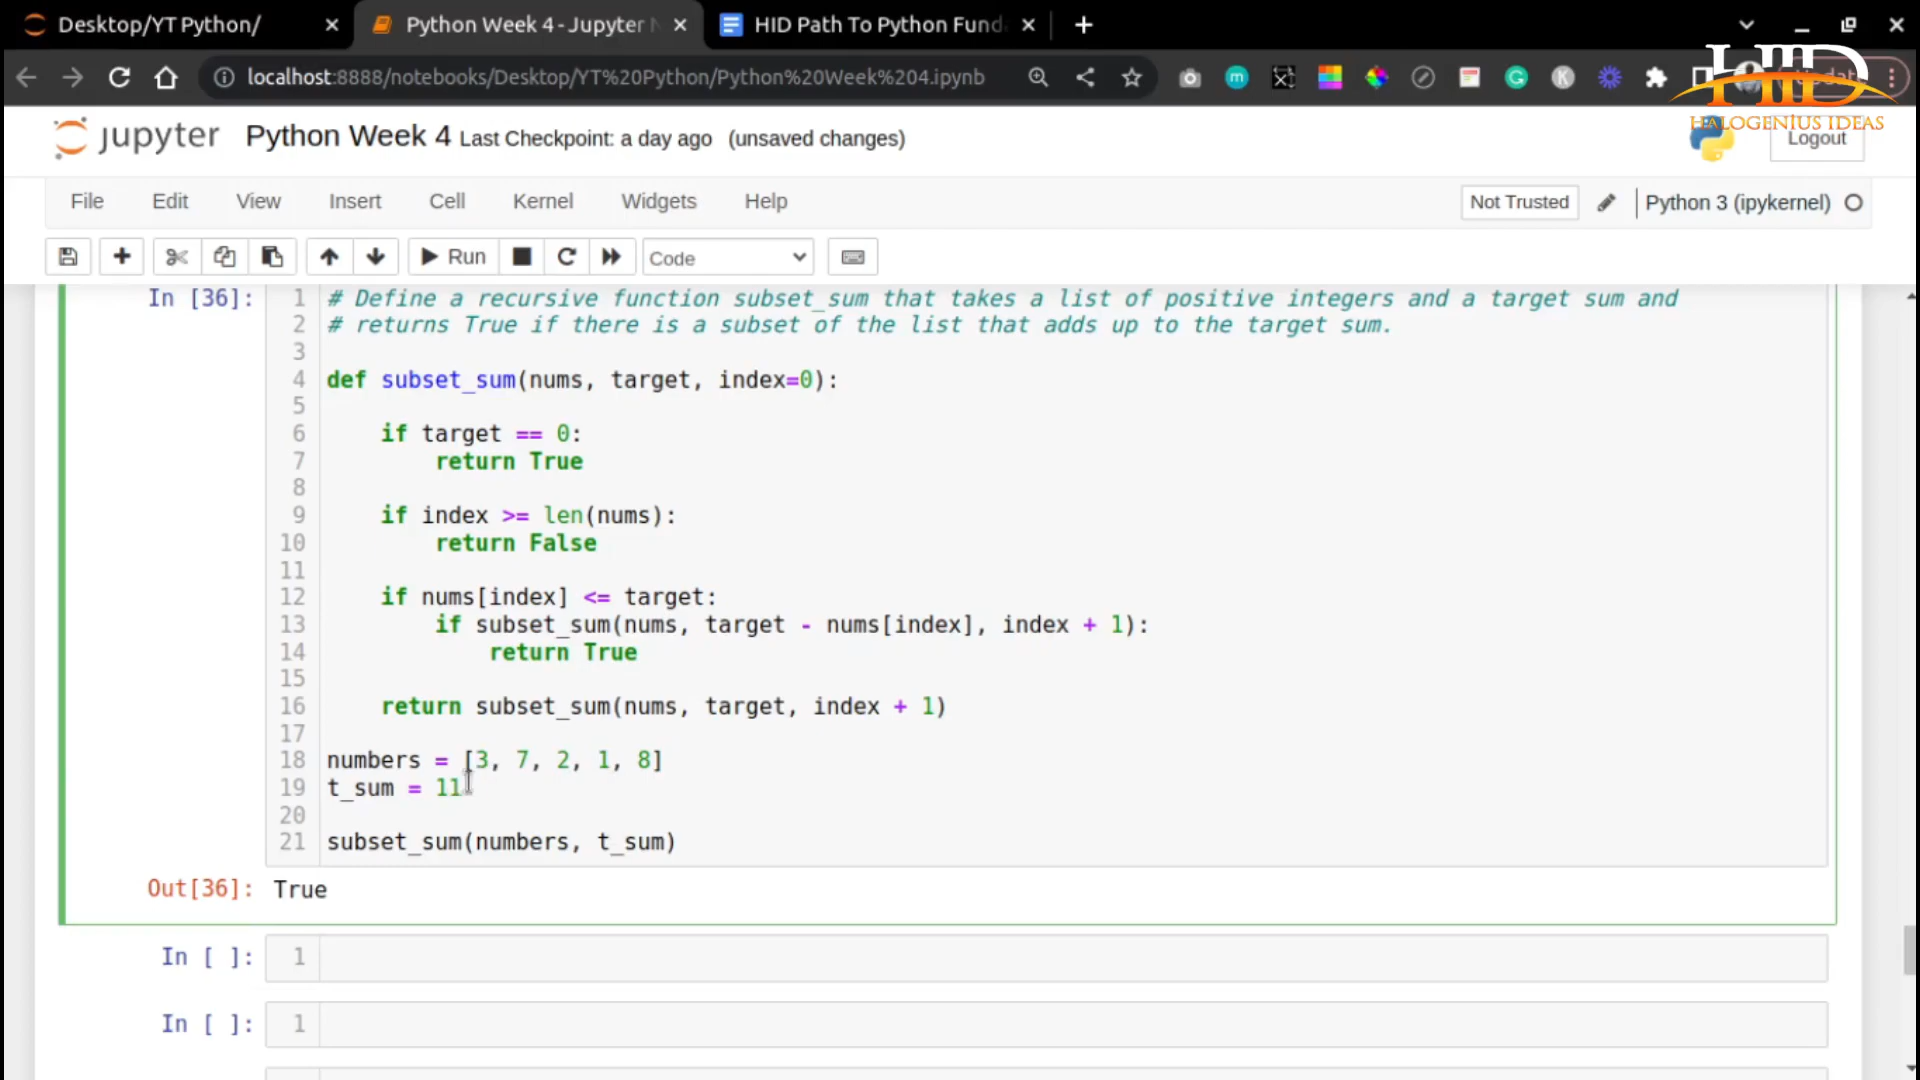 Desktop/YT Python/
Python Week 4 - Jupyter N
HID Path To Python Fund
localhost:8888/notebooks/Desktop/YT%20Python/Python%20Week%204.ipynb
HID
HALOGENIUS IDEAS
jupyter
Python Week 4 Last Checkpoint: a day ago (unsaved changes)
Logout
File Edit View Insert Cell Kernel Widgets Help
Not Trusted
Python 3 (ipykernel)
Run
Code
In [36]:
1 # Define a recursive function subset_sum that takes a list of positive integers and a target sum and
2 # returns True if there is a subset of the list that adds up to the target sum.
3
4 def subset_sum(nums, target, index=0):
5
6     if target == 0:
7         return True
8
9     if index >= len(nums):
10         return False
11
12     if nums[index] <= target:
13         if subset_sum(nums, target - nums[index], index + 1):
14             return True
15
16     return subset_sum(nums, target, index + 1)
17
18 numbers = [3, 7, 2, 1, 8]
19 t_sum = 11
20
21 subset_sum(numbers, t_sum)
Out[36]: True
In [ ]: 1
In [ ]: 1